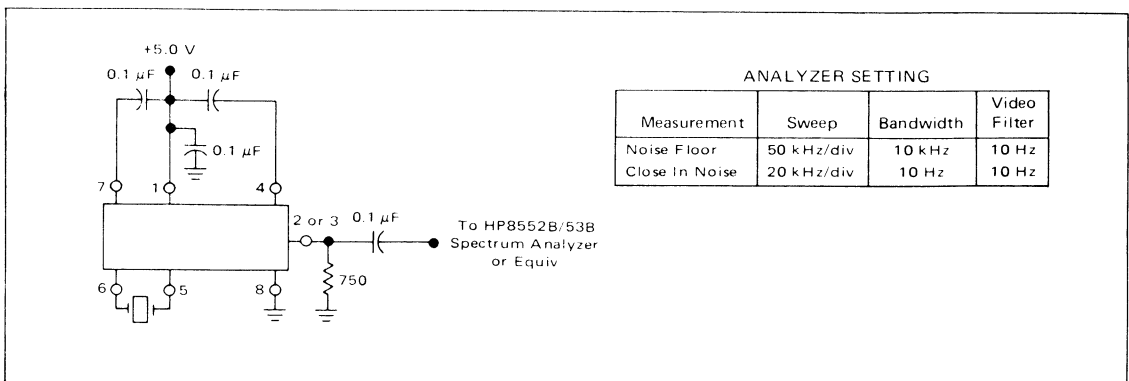 +5.0 V
0.1 μF 0.1 μF
0.1 μF
7 1 4
2 or 3 0.1 μF
To HP8552B/53B
Spectrum Analyzer
or Equiv
750
6 5 8
ANALYZER SETTING
Measurement Sweep Bandwidth Video Filter
Noise Floor 50 kHz/div 10 kHz 10 Hz
Close In Noise 20 kHz/div 10 Hz 10 Hz